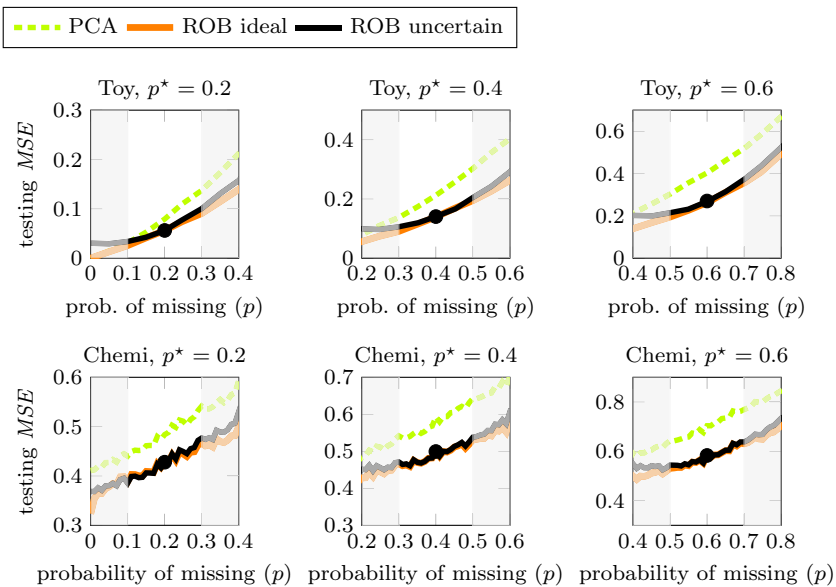 PCA ROB ideal ROB uncertain
Toy, p⋆ = 0.2
0.3
0.2
0.1
0
testing MSE
0 0.1 0.2 0.3 0.4
prob. of missing (p)
Toy, p⋆ = 0.4
0.4
0.2
0
0.2 0.3 0.4 0.5 0.6
prob. of missing (p)
Toy, p⋆ = 0.6
0.6
0.4
0.2
0
0.4 0.5 0.6 0.7 0.8
prob. of missing (p)
Chemi, p⋆ = 0.2
0.6
0.5
0.4
0.3
testing MSE
0 0.1 0.2 0.3 0.4
probability of missing (p)
Chemi, p⋆ = 0.4
0.7
0.6
0.5
0.4
0.3
0.2 0.3 0.4 0.5 0.6
probability of missing (p)
Chemi, p⋆ = 0.6
0.8
0.6
0.4
0.4 0.5 0.6 0.7 0.8
probability of missing (p)